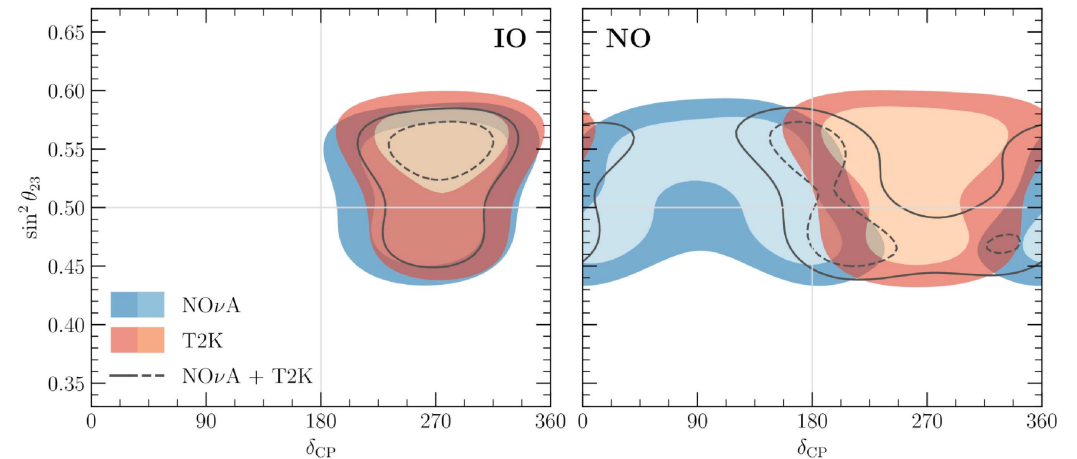 IO
NO
sin² θ₂₃
0.65
0.60
0.55
0.50
0.45
0.40
0.35
NOνA
T2K
NOνA + T2K
0 90 180 270 360
δCP
0 90 180 270 360
δCP